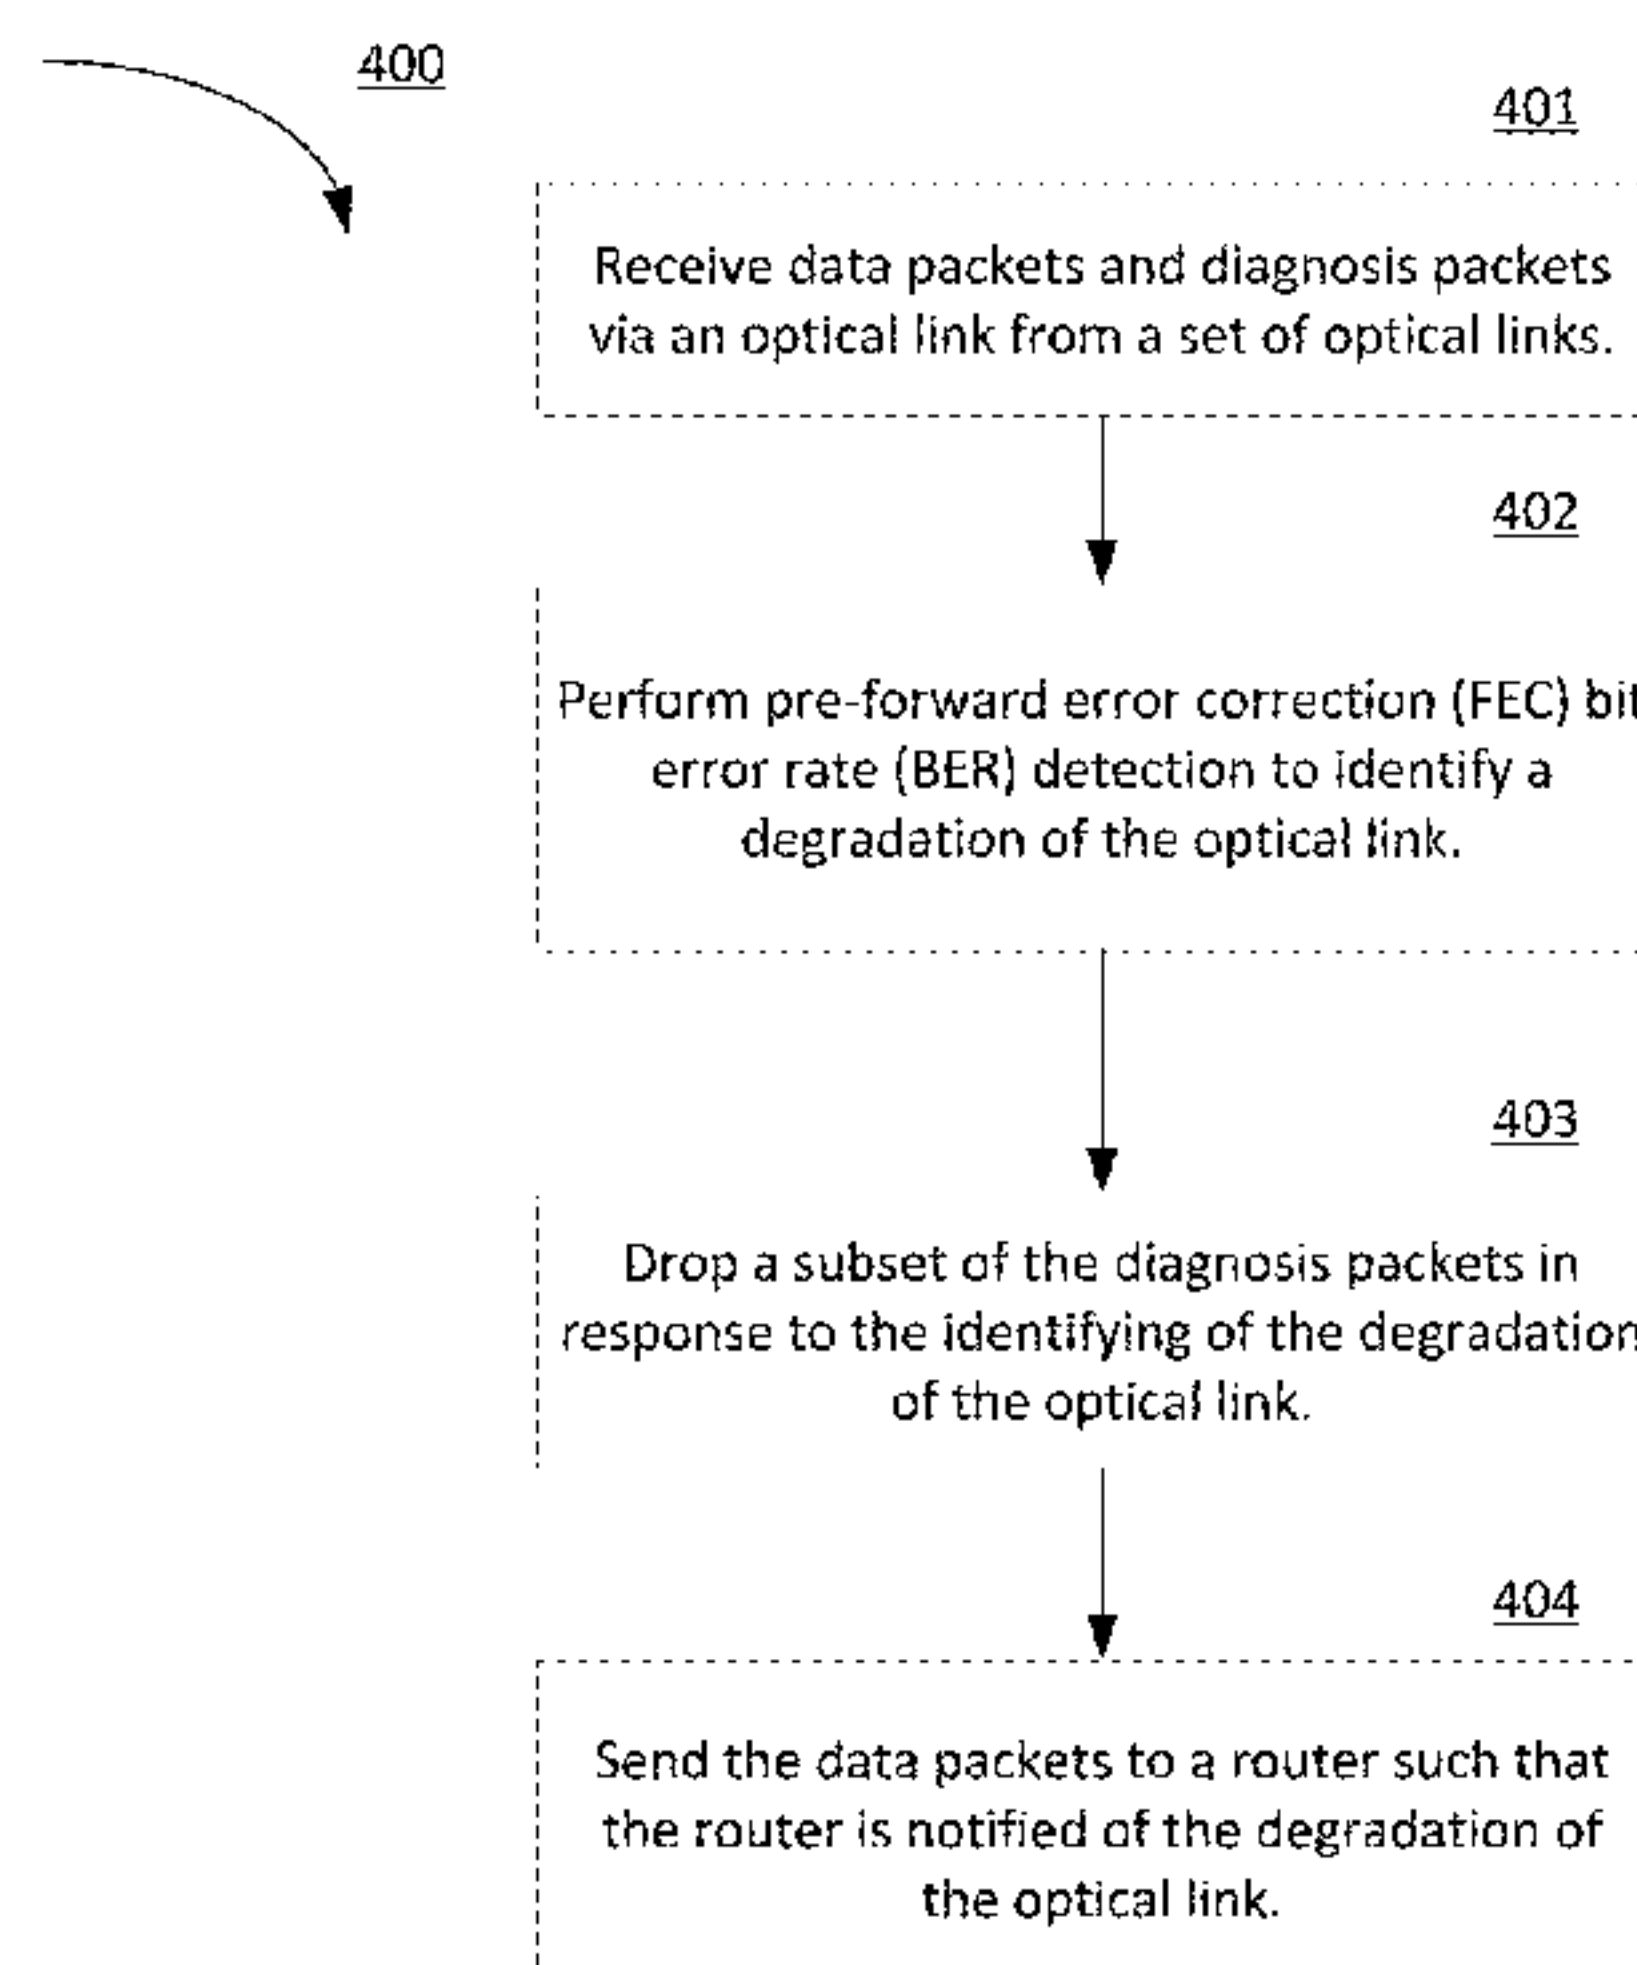 400
401
Receive data packets and diagnosis packets
via an optical link from a set of optical links.
402
Perform pre-forward error correction (FEC) bit
error rate (BER) detection to identify a
degradation of the optical link.
403
Drop a subset of the diagnosis packets in
response to the identifying of the degradation
of the optical link.
404
Send the data packets to a router such that
the router is notified of the degradation of
the optical link.